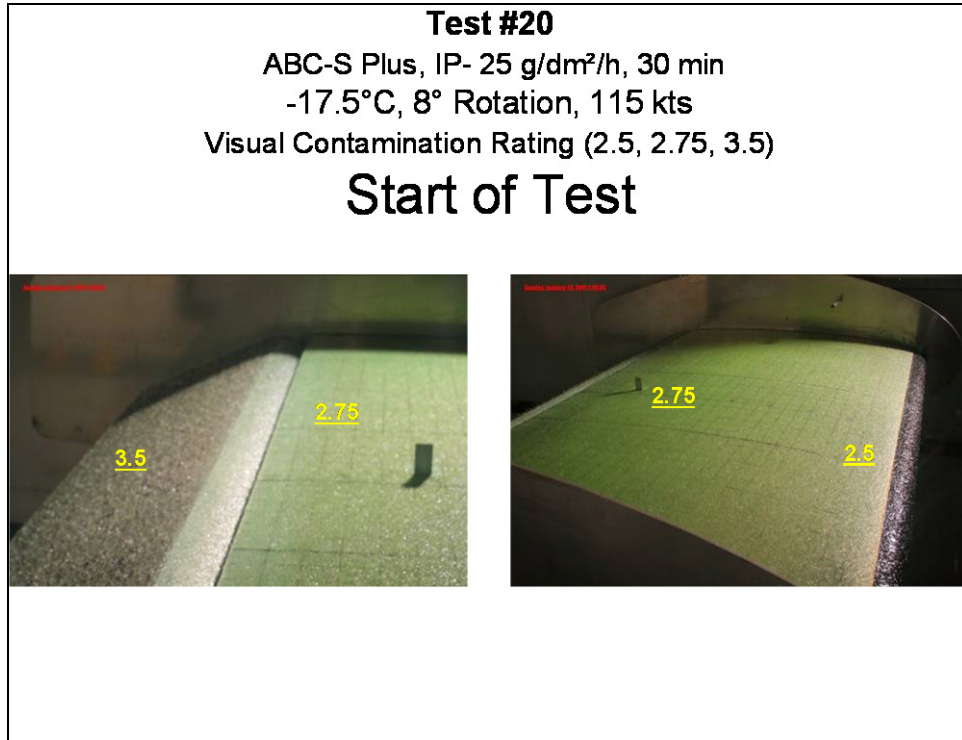 Test #20
ABC-S Plus, IP- 25 g/dm²/h, 30 min
-17.5°C, 8° Rotation, 115 kts
Visual Contamination Rating (2.5, 2.75, 3.5)
Start of Test
2.75
3.5
2.75
2.5